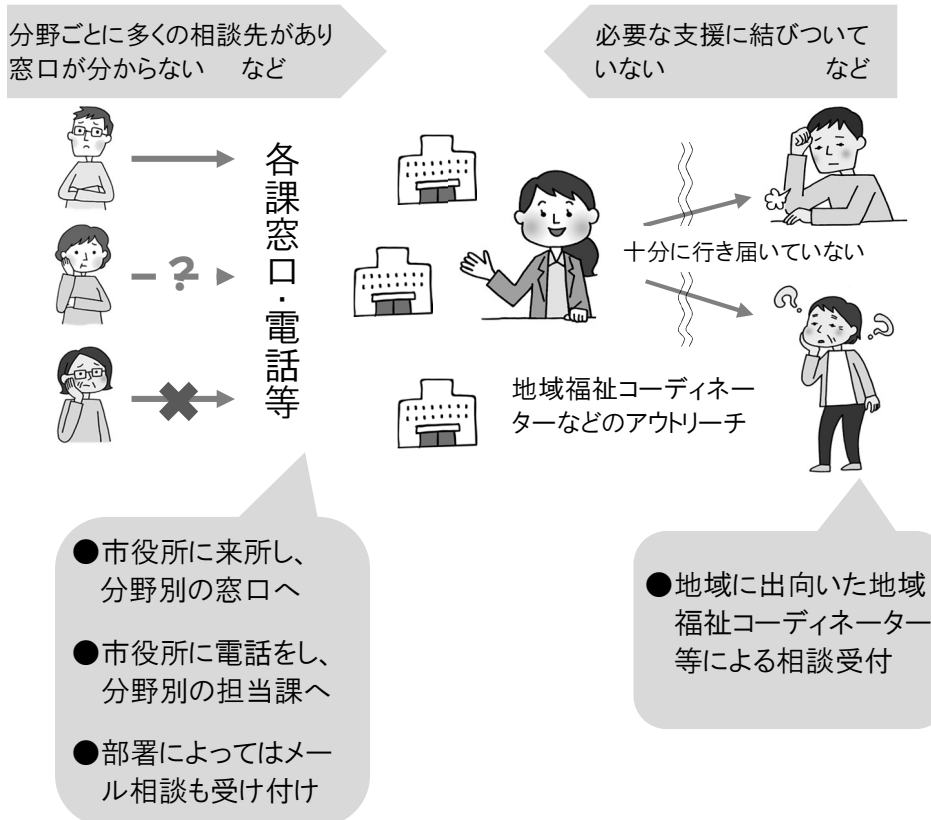 分野ごとに多くの相談先があり
窓口が分からない　など
必要な支援に結びついて
いない　など
各課窓口・電話等
?
十分に行き届いていない
? ?
地域福祉コーディネー
ターなどのアウトリーチ
●市役所に来所し、
分野別の窓口へ
●市役所に電話をし、
分野別の担当課へ
●部署によってはメー
ル相談も受け付け
●地域に出向いた地域
福祉コーディネーター
等による相談受付